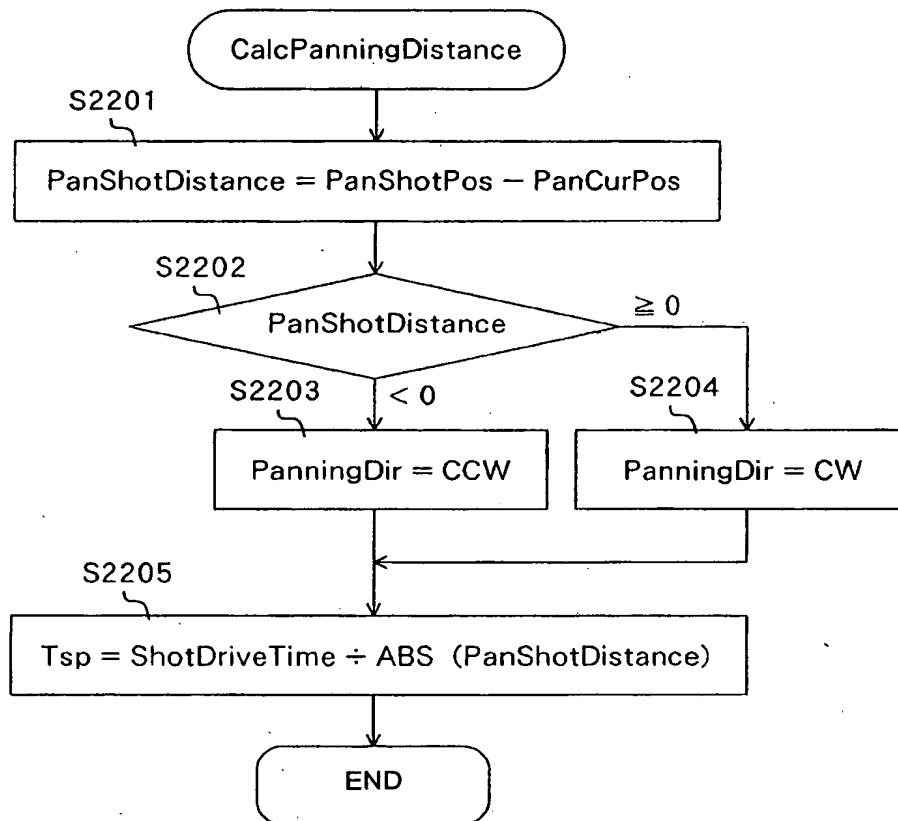 CalcPanningDistance
S2201
PanShotDistance = PanShotPos − PanCurPos
S2202
PanShotDistance
≧ 0
< 0
S2203
S2204
PanningDir = CCW
PanningDir = CW
S2205
Tsp = ShotDriveTime ÷ ABS (PanShotDistance)
END